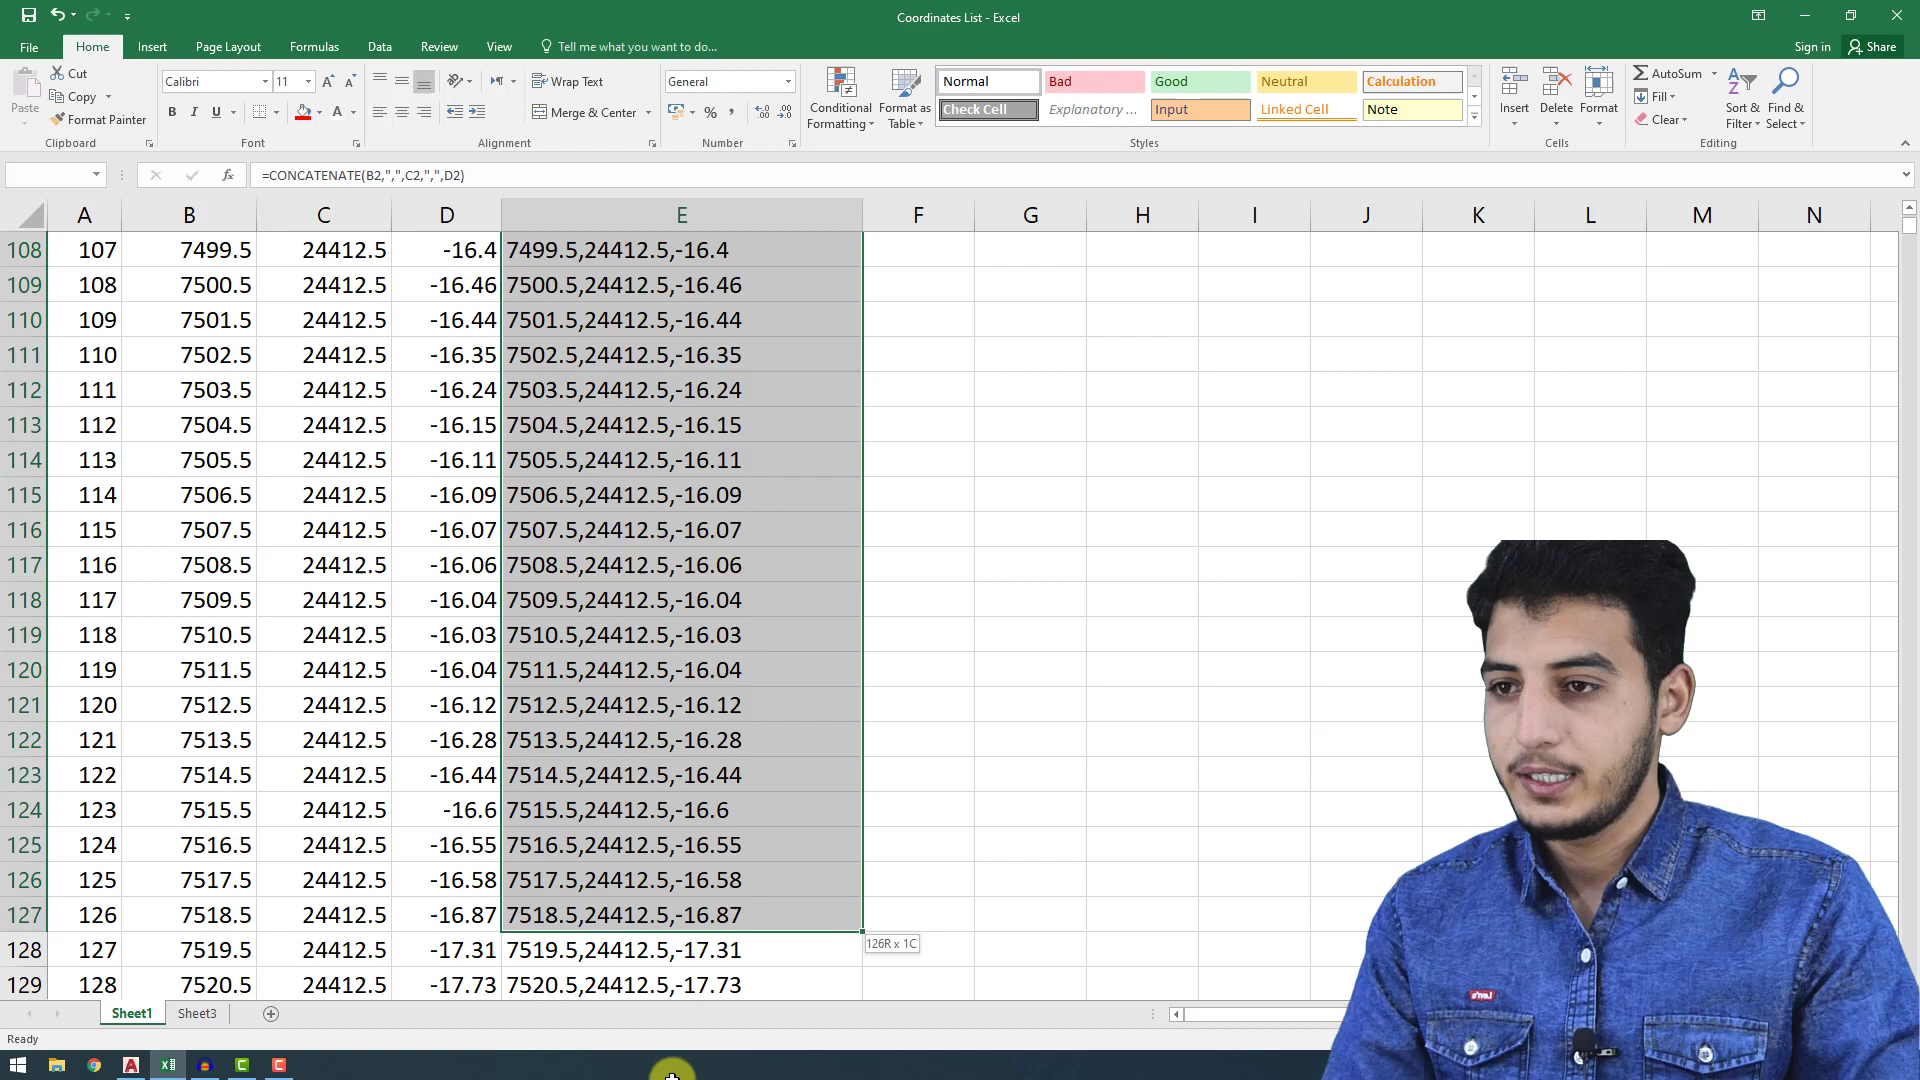 Coordinates List - Excel
File Home Insert Page Layout Formulas Data Review View Tell me what you want to do... Sign in Share
Paste Cut Copy Format Painter Clipboard
Calibri 11 B I U A Font
Wrap Text Merge & Center Alignment
General % , Number
Conditional Formatting Format as Table
Normal Bad Good Neutral Calculation
Check Cell Explanatory ... Input Linked Cell Note
Styles
Insert Delete Format Cells
AutoSum Fill Clear Sort & Filter Find & Select Editing
fx =CONCATENATE(B2,",",C2,",",D2)
A B C D E F G H I J K L M N
108 107 7499.5 24412.5 -16.4 7499.5,24412.5,-16.4
109 108 7500.5 24412.5 -16.46 7500.5,24412.5,-16.46
110 109 7501.5 24412.5 -16.44 7501.5,24412.5,-16.44
111 110 7502.5 24412.5 -16.35 7502.5,24412.5,-16.35
112 111 7503.5 24412.5 -16.24 7503.5,24412.5,-16.24
113 112 7504.5 24412.5 -16.15 7504.5,24412.5,-16.15
114 113 7505.5 24412.5 -16.11 7505.5,24412.5,-16.11
115 114 7506.5 24412.5 -16.09 7506.5,24412.5,-16.09
116 115 7507.5 24412.5 -16.07 7507.5,24412.5,-16.07
117 116 7508.5 24412.5 -16.06 7508.5,24412.5,-16.06
118 117 7509.5 24412.5 -16.04 7509.5,24412.5,-16.04
119 118 7510.5 24412.5 -16.03 7510.5,24412.5,-16.03
120 119 7511.5 24412.5 -16.04 7511.5,24412.5,-16.04
121 120 7512.5 24412.5 -16.12 7512.5,24412.5,-16.12
122 121 7513.5 24412.5 -16.28 7513.5,24412.5,-16.28
123 122 7514.5 24412.5 -16.44 7514.5,24412.5,-16.44
124 123 7515.5 24412.5 -16.6 7515.5,24412.5,-16.6
125 124 7516.5 24412.5 -16.55 7516.5,24412.5,-16.55
126 125 7517.5 24412.5 -16.58 7517.5,24412.5,-16.58
127 126 7518.5 24412.5 -16.87 7518.5,24412.5,-16.87
126R x 1C
128 127 7519.5 24412.5 -17.31 7519.5,24412.5,-17.31
129 128 7520.5 24412.5 -17.73 7520.5,24412.5,-17.73
Sheet1 Sheet3
Ready